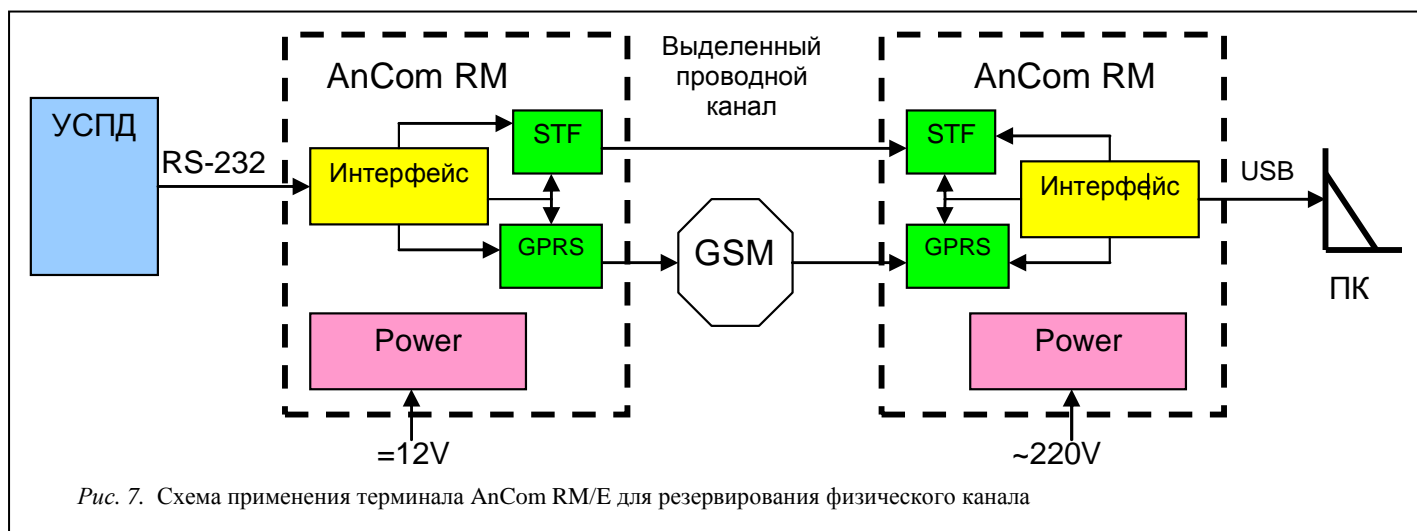 AnCom RM
Выделенный
проводной
канал
AnCom RM
УСПД
RS-232
Интерфейс
STF
GPRS
GSM
STF
GPRS
Интерфейс
USB
ПК
Power
Power
=12V
~220V
Рис. 7. Схема применения терминала AnCom RM/E для резервирования физического канала